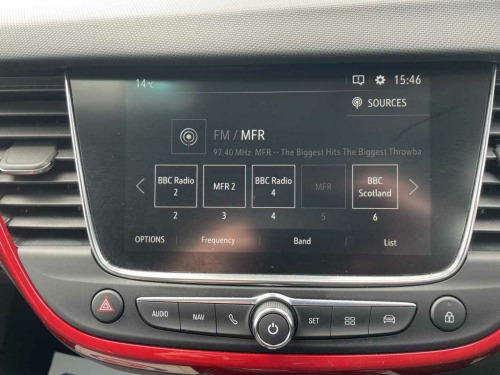 14°C 15:46
SOURCES
FM / MFR
97.40 MHz MFR -- The Biggest Hits The Biggest Throwba
BBC Radio 2 MFR 2 BBC Radio 4 MFR BBC Scotland
2 3 4 5 6
OPTIONS Frequency Band List
AUDIO NAV SET